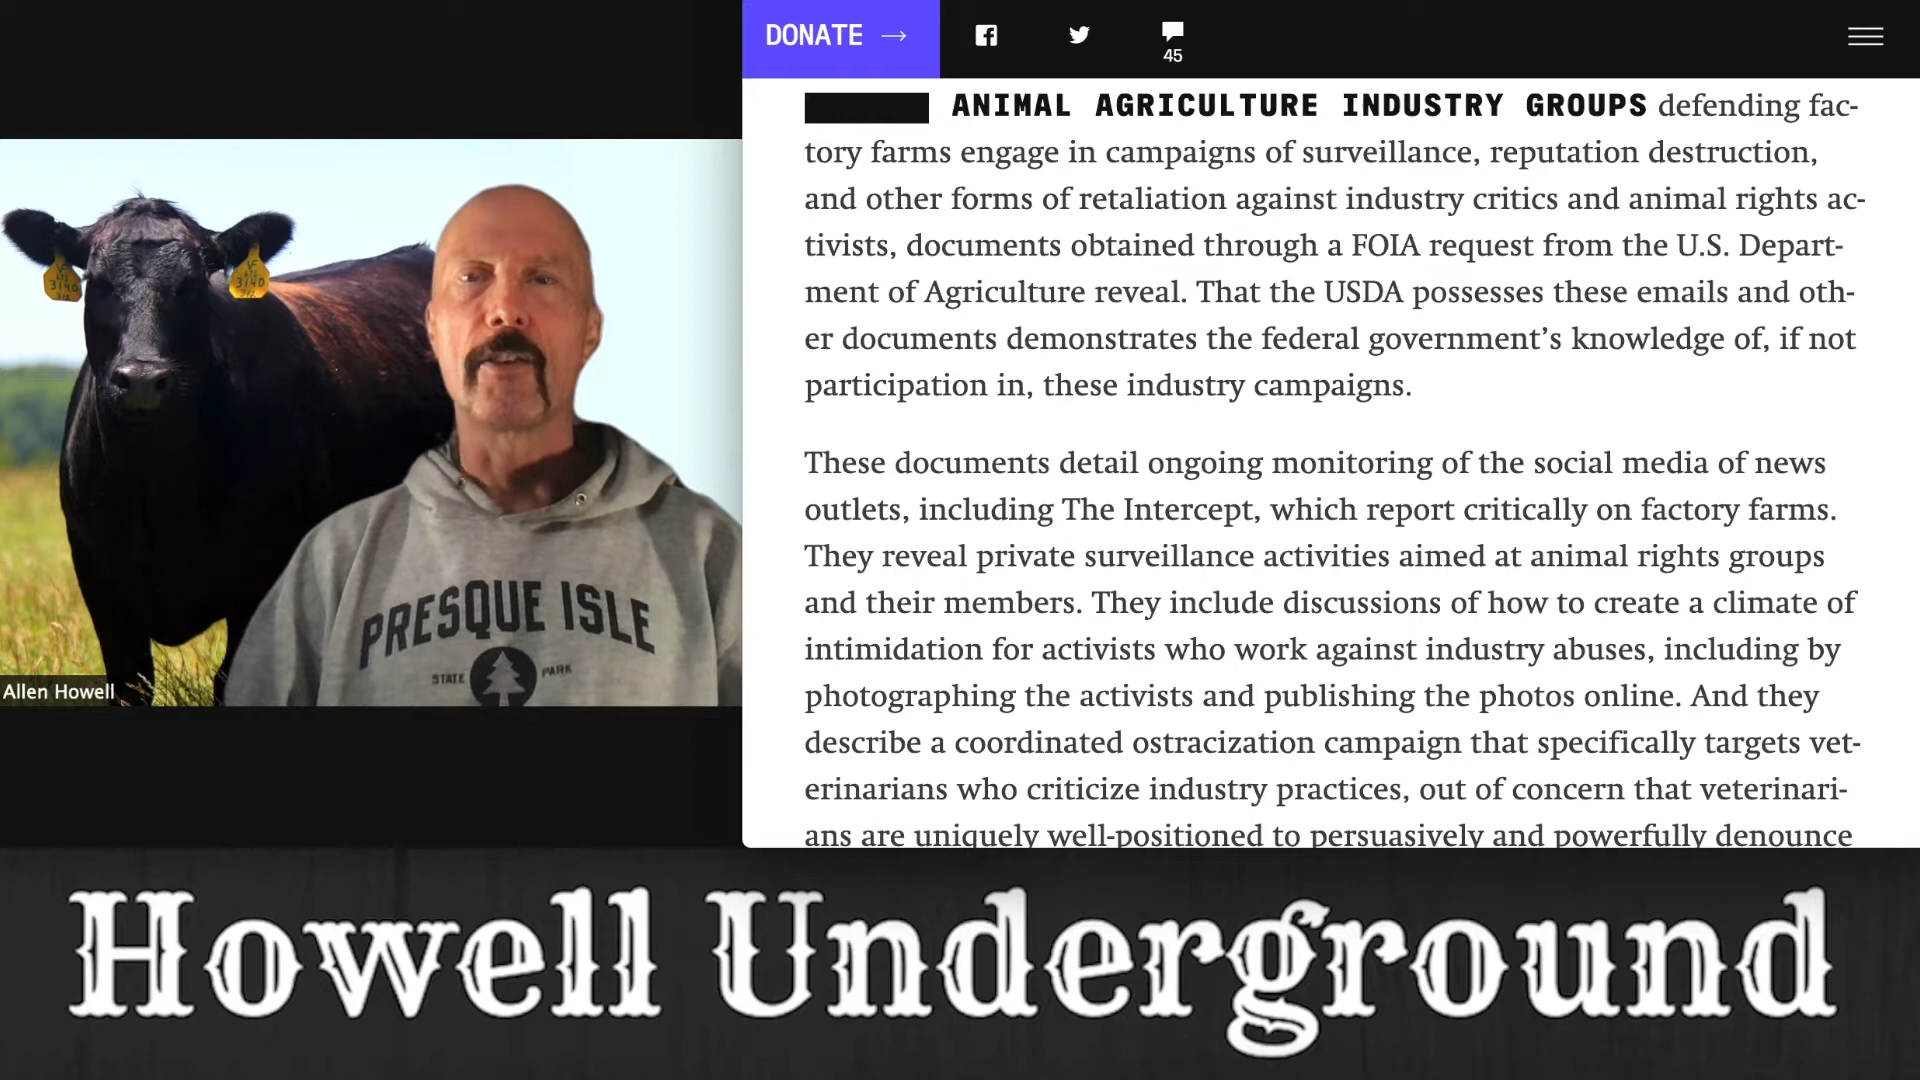 DONATE →
45
ANIMAL AGRICULTURE INDUSTRY GROUPS defending fac-
tory farms engage in campaigns of surveillance, reputation destruction,
and other forms of retaliation against industry critics and animal rights ac-
tivists, documents obtained through a FOIA request from the U.S. Depart-
ment of Agriculture reveal. That the USDA possesses these emails and oth-
er documents demonstrates the federal government’s knowledge of, if not
participation in, these industry campaigns.
These documents detail ongoing monitoring of the social media of news
outlets, including The Intercept, which report critically on factory farms.
They reveal private surveillance activities aimed at animal rights groups
and their members. They include discussions of how to create a climate of
intimidation for activists who work against industry abuses, including by
photographing the activists and publishing the photos online. And they
describe a coordinated ostracization campaign that specifically targets vet-
erinarians who criticize industry practices, out of concern that veterinari-
ans are uniquely well-positioned to persuasively and powerfully denounce
3140
3140
PRESQUE ISLE
STATE PARK
Allen Howell
Howell Underground